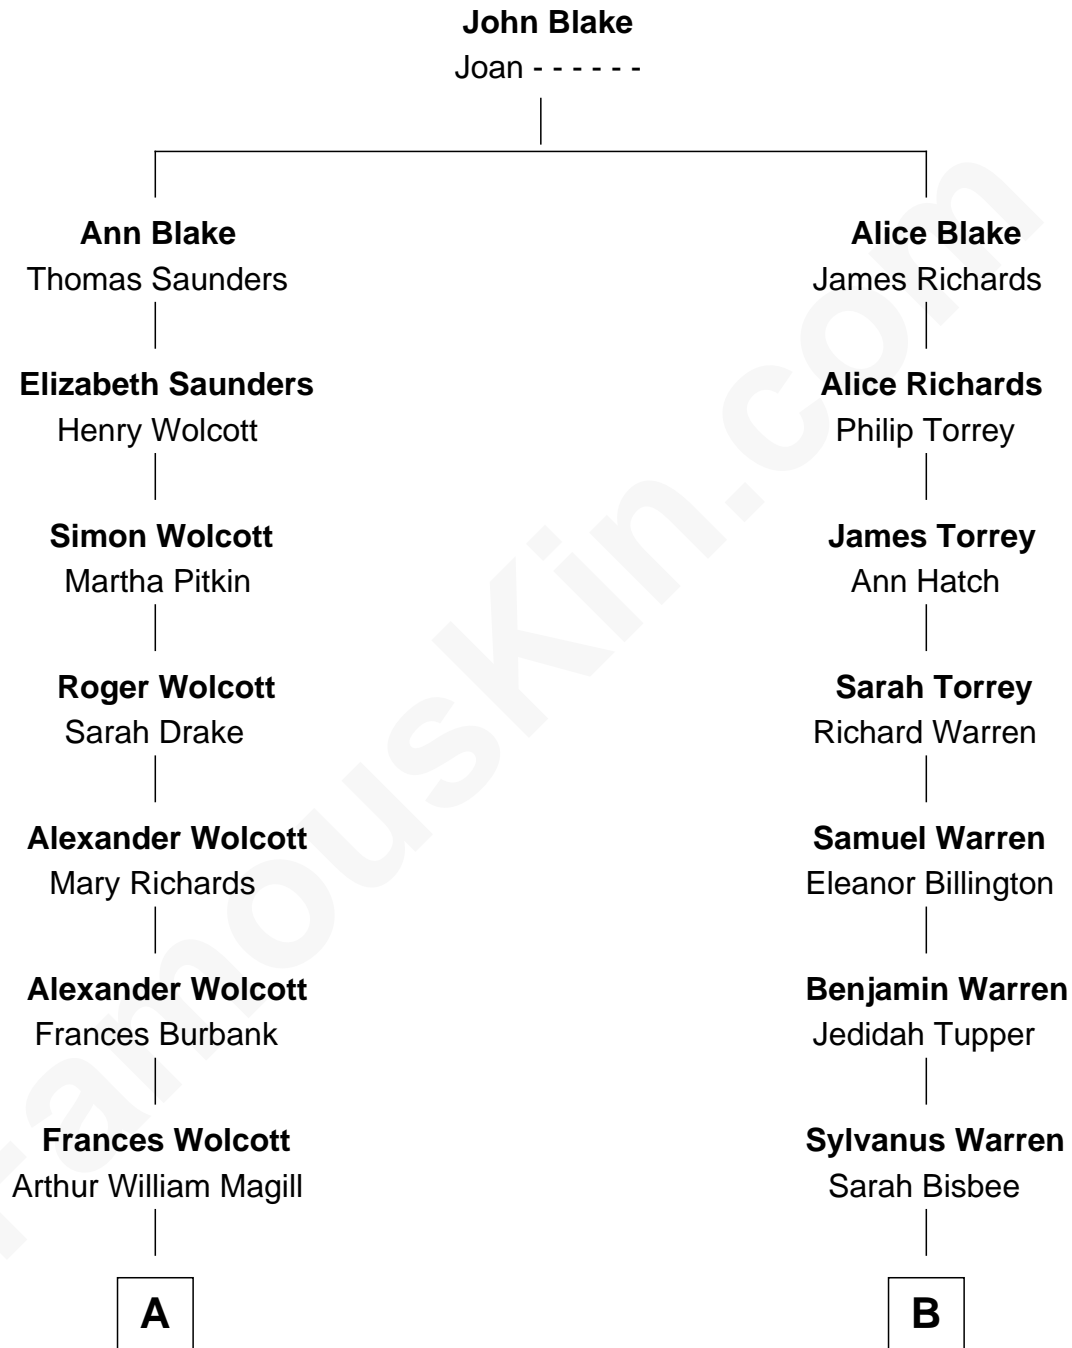 John Blake
Joan - - - - - -
Ann Blake
Thomas Saunders
Alice Blake
James Richards
Elizabeth Saunders
Henry Wolcott
Alice Richards
Philip Torrey
Simon Wolcott
Martha Pitkin
James Torrey
Ann Hatch
Roger Wolcott
Sarah Drake
Sarah Torrey
Richard Warren
Alexander Wolcott
Mary Richards
Samuel Warren
Eleanor Billington
Alexander Wolcott
Frances Burbank
Benjamin Warren
Jedidah Tupper
Frances Wolcott
Arthur William Magill
Sylvanus Warren
Sarah Bisbee
A
B
FamousKin.com